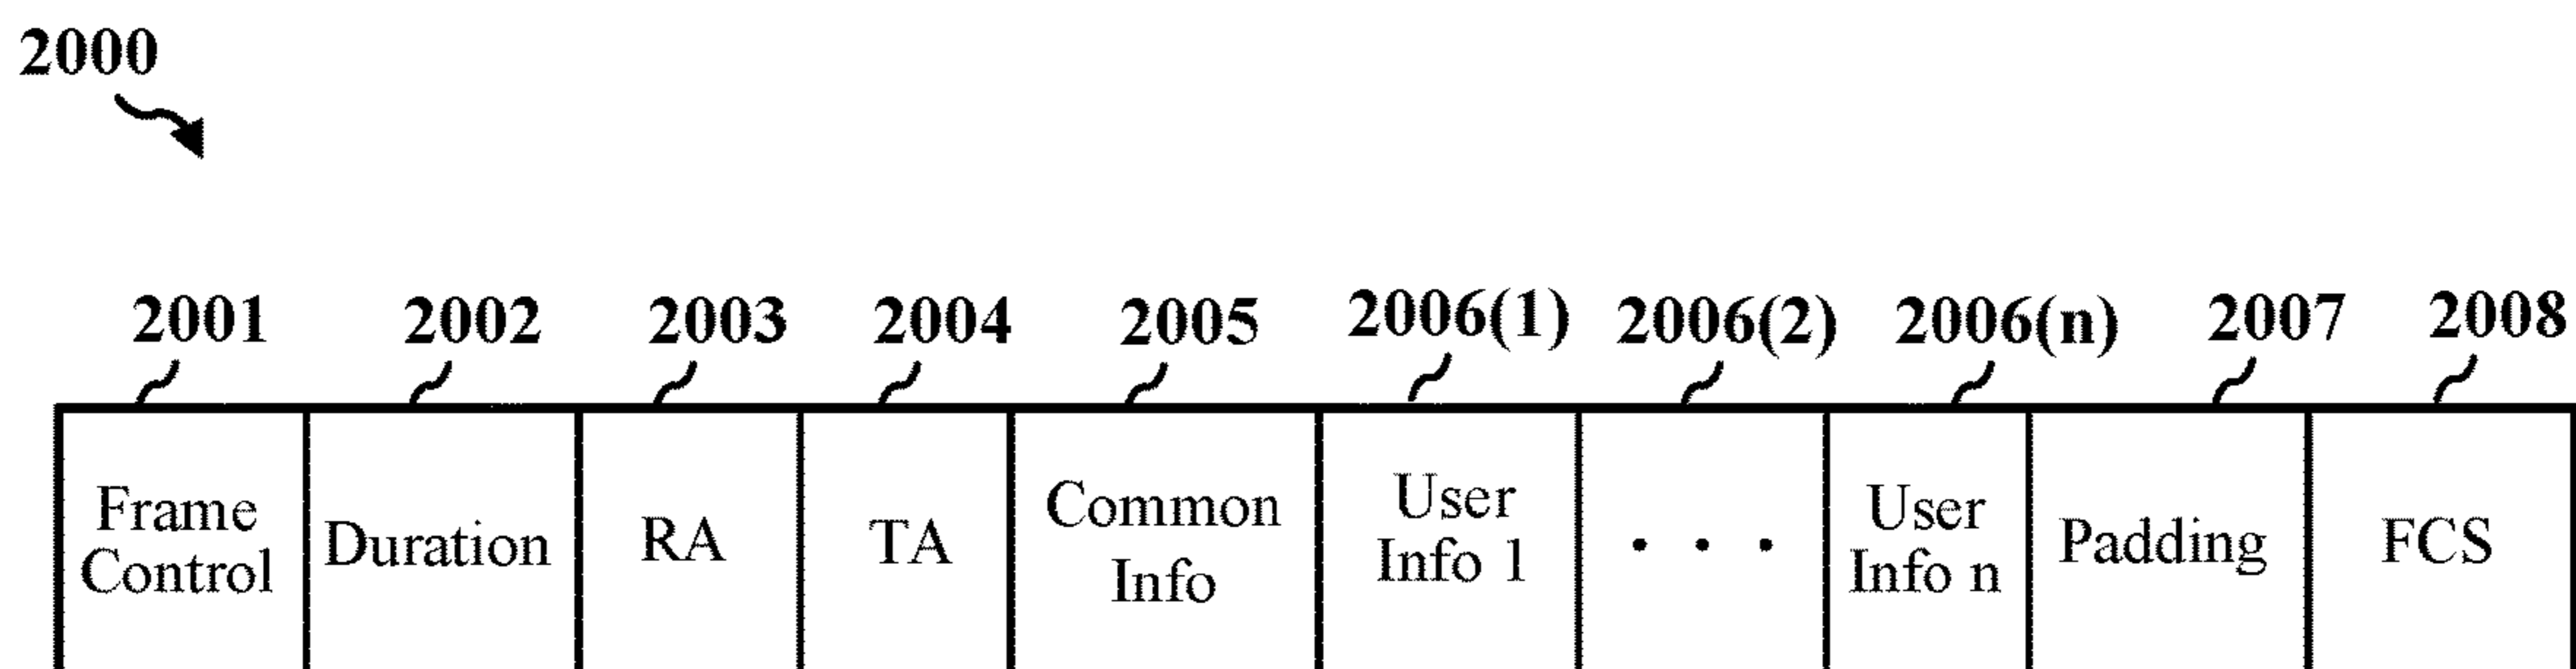 2000
2001 2002 2003 2004 2005 2006(1) 2006(2) 2006(n) 2007 2008
Frame
Control
Duration
RA
TA
Common
Info
User
Info 1
. . .
User
Info n
Padding
FCS